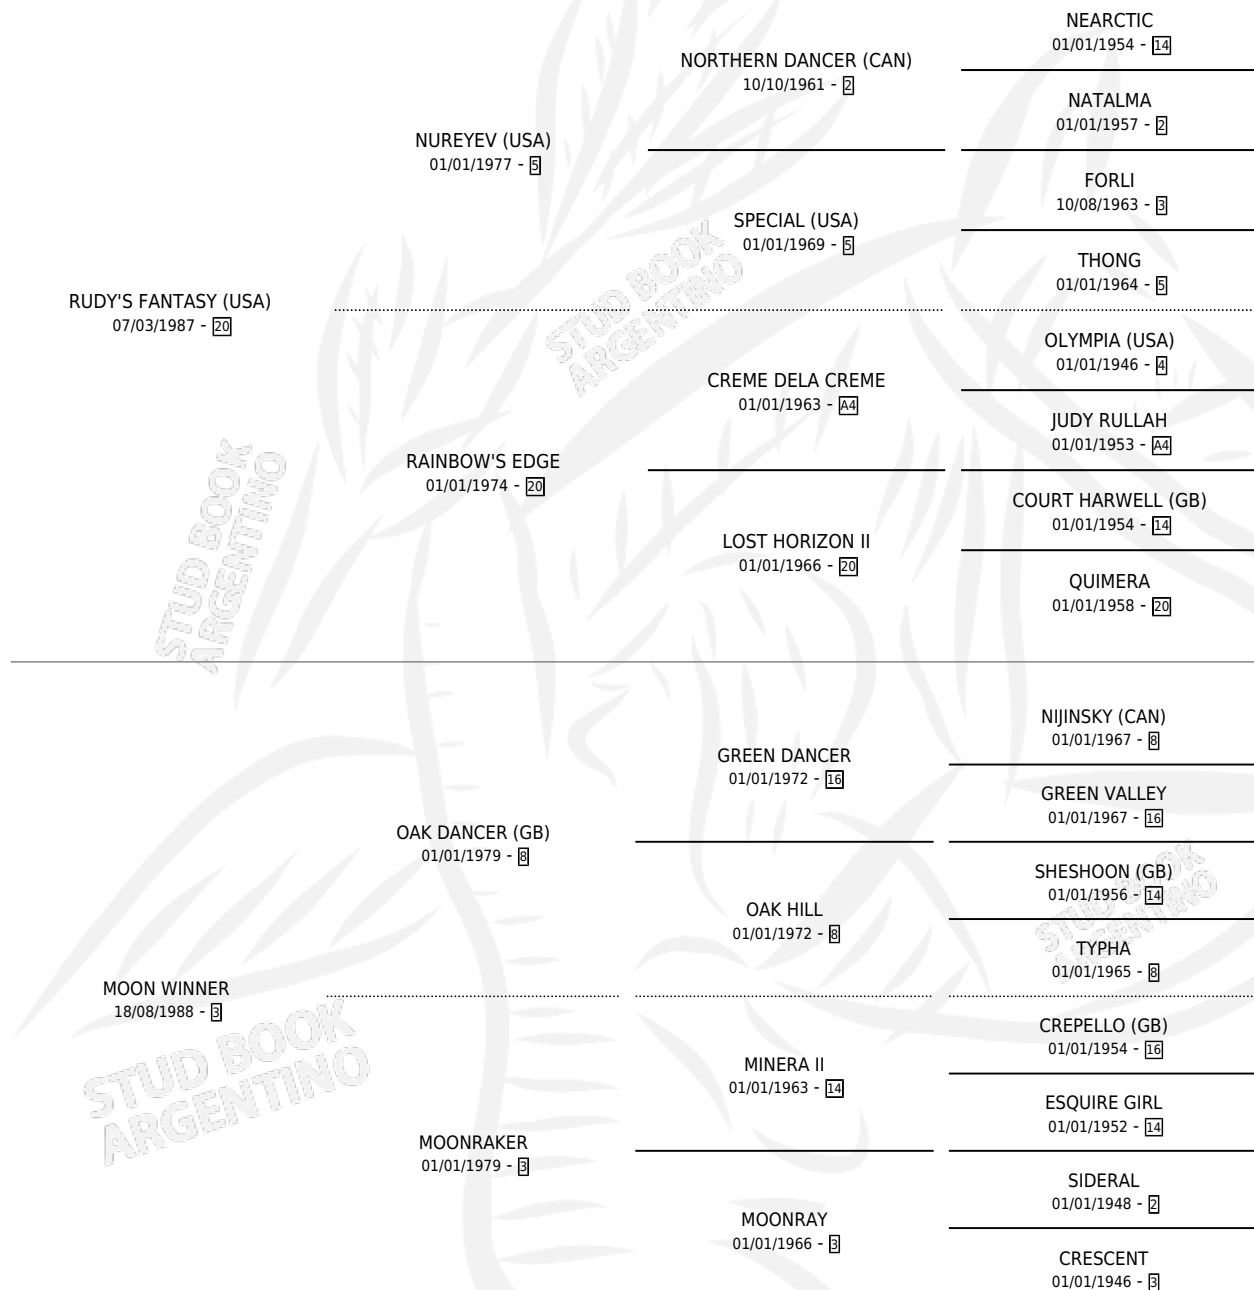 NEARCTIC
01/01/1954 - 14
NORTHERN DANCER (CAN)
10/10/1961 - 2
NATALMA
01/01/1957 - 2
NUREYEV (USA)
01/01/1977 - 5
FORLI
10/08/1963 - 3
SPECIAL (USA)
01/01/1969 - 5
THONG
01/01/1964 - 5
RUDY'S FANTASY (USA)
07/03/1987 - 20
OLYMPIA (USA)
01/01/1946 - 4
CREME DELA CREME
01/01/1963 - A4
JUDY RULLAH
01/01/1953 - A4
RAINBOW'S EDGE
01/01/1974 - 20
COURT HARWELL (GB)
01/01/1954 - 14
LOST HORIZON II
01/01/1966 - 20
QUIMERA
01/01/1958 - 20
STUD BOOK
ARGENTINO
STUD BOOK
ARGENTINO
NIJINSKY (CAN)
01/01/1967 - 8
GREEN DANCER
01/01/1972 - 16
GREEN VALLEY
01/01/1967 - 16
OAK DANCER (GB)
01/01/1979 - 8
SHESHOON (GB)
01/01/1956 - 14
OAK HILL
01/01/1972 - 8
TYPHA
01/01/1965 - 8
MOON WINNER
18/08/1988 - 3
CREPELLO (GB)
01/01/1954 - 16
MINERA II
01/01/1963 - 14
ESQUIRE GIRL
01/01/1952 - 14
MOONRAKER
01/01/1979 - 3
SIDERAL
01/01/1948 - 2
MOONRAY
01/01/1966 - 3
CRESCENT
01/01/1946 - 3
STUD BOOK
ARGENTINO
STUD BOOK
ARGENTINO